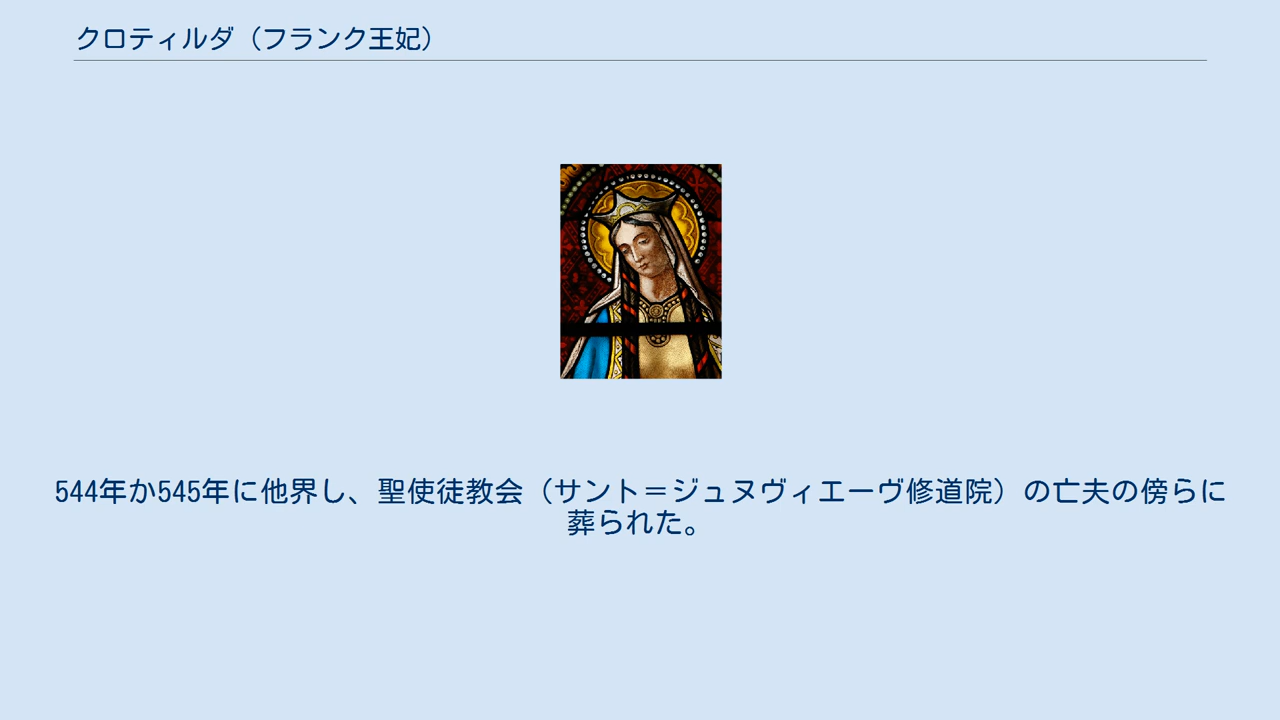 クロティルダ（フランク王妃）
544年か545年に他界し、聖使徒教会（サント＝ジュヌヴィエーヴ修道院）の亡夫の傍らに
葬られた。